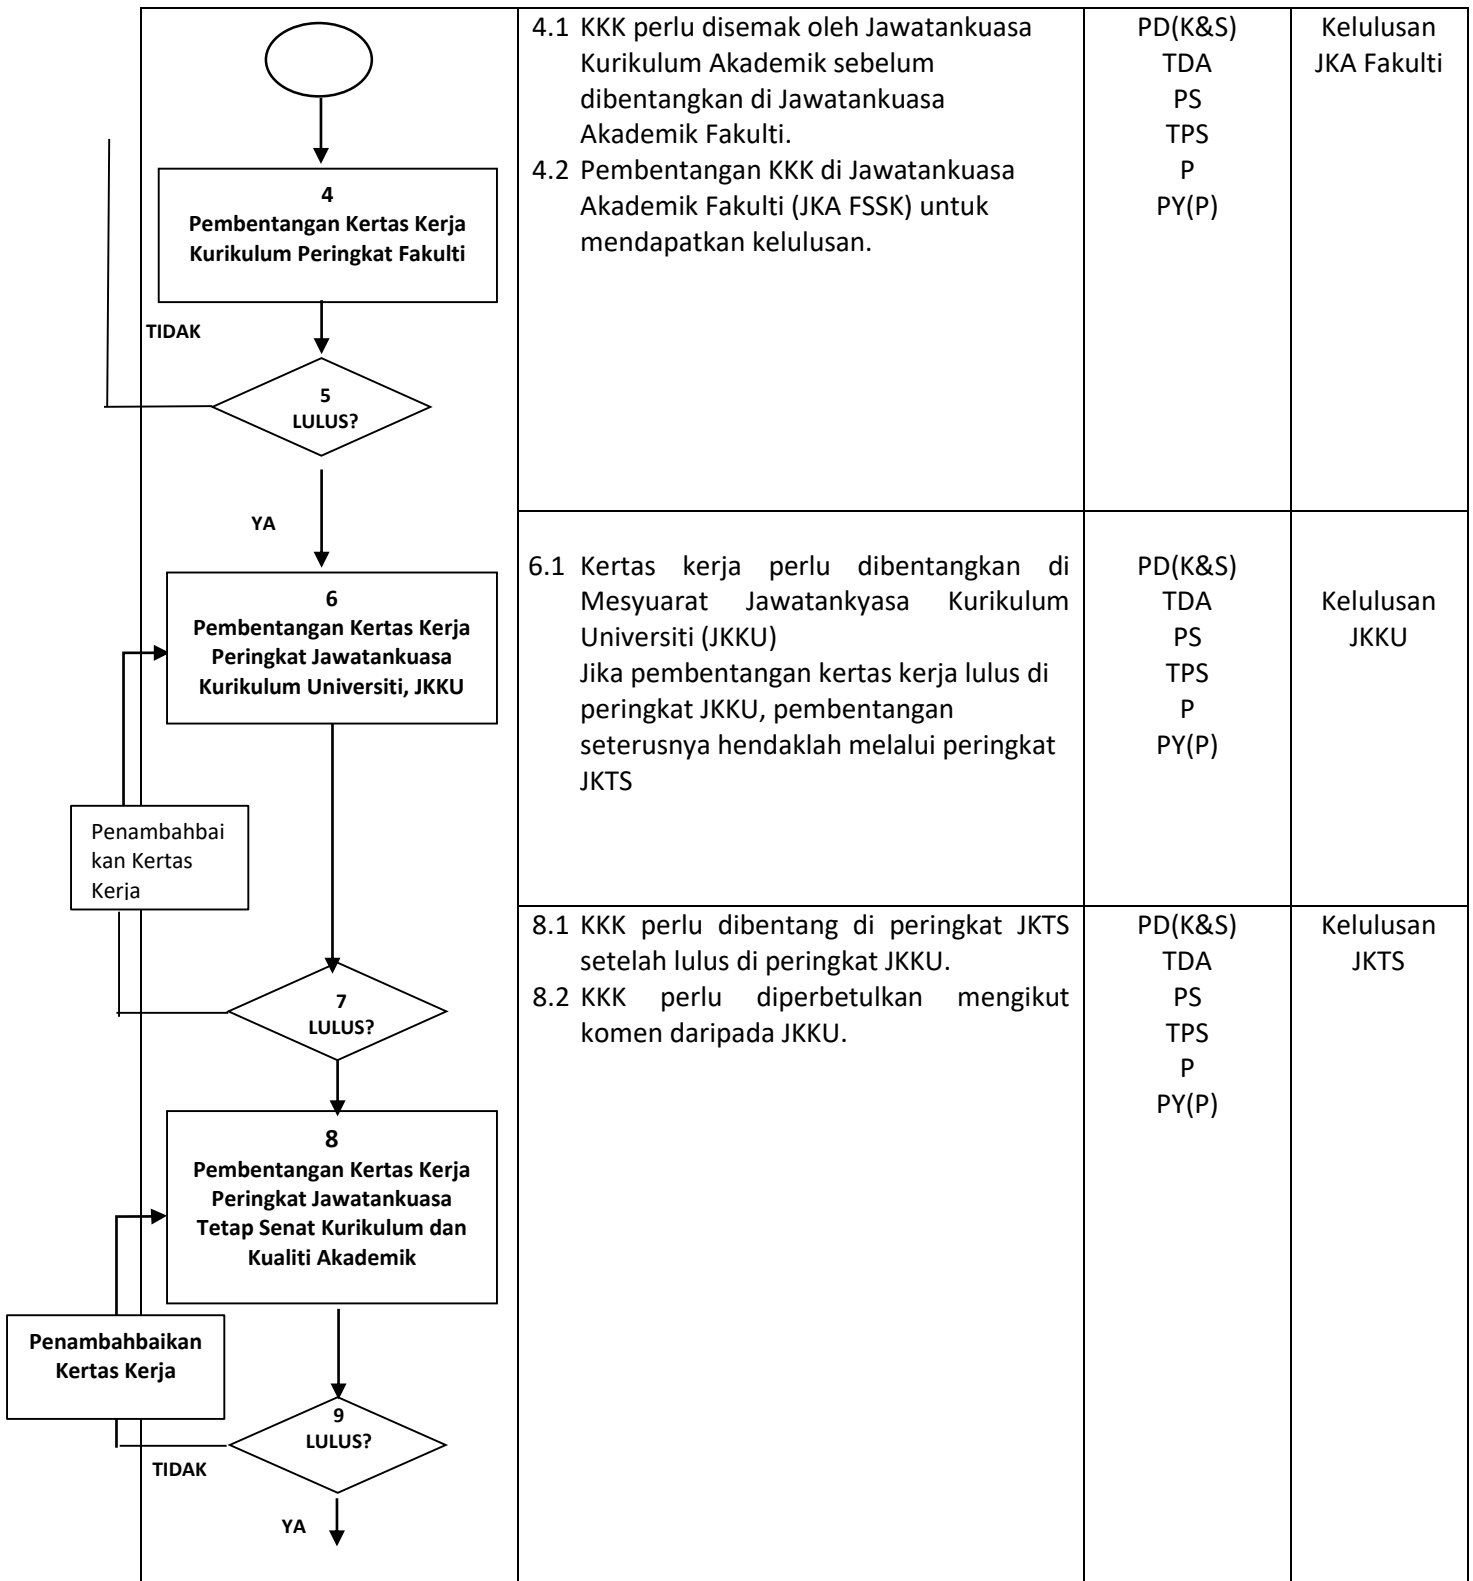 4
Pembentangan Kertas Kerja
Kurikulum Peringkat Fakulti
TIDAK
5
LULUS?
YA
4.1 KKK perlu disemak oleh Jawatankuasa
Kurikulum Akademik sebelum
dibentangkan di Jawatankuasa
Akademik Fakulti.
4.2 Pembentangan KKK di Jawatankuasa
Akademik Fakulti (JKA FSSK) untuk
mendapatkan kelulusan.
PD(K&S)
TDA
PS
TPS
P
PY(P)
Kelulusan
JKA Fakulti
6
Pembentangan Kertas Kerja
Peringkat Jawatankuasa
Kurikulum Universiti, JKKU
Penambahbai
kan Kertas
Kerja
6.1 Kertas kerja perlu dibentangkan di
Mesyuarat Jawatankyasa Kurikulum
Universiti (JKKU)
Jika pembentangan kertas kerja lulus di
peringkat JKKU, pembentangan
seterusnya hendaklah melalui peringkat
JKTS
PD(K&S)
TDA
PS
TPS
P
PY(P)
Kelulusan
JKKU
7
LULUS?
8
Pembentangan Kertas Kerja
Peringkat Jawatankuasa
Tetap Senat Kurikulum dan
Kualiti Akademik
Penambahbaikan
Kertas Kerja
9
LULUS?
TIDAK
YA
8.1 KKK perlu dibentang di peringkat JKTS
setelah lulus di peringkat JKKU.
8.2 KKK perlu diperbetulkan mengikut
komen daripada JKKU.
PD(K&S)
TDA
PS
TPS
P
PY(P)
Kelulusan
JKTS